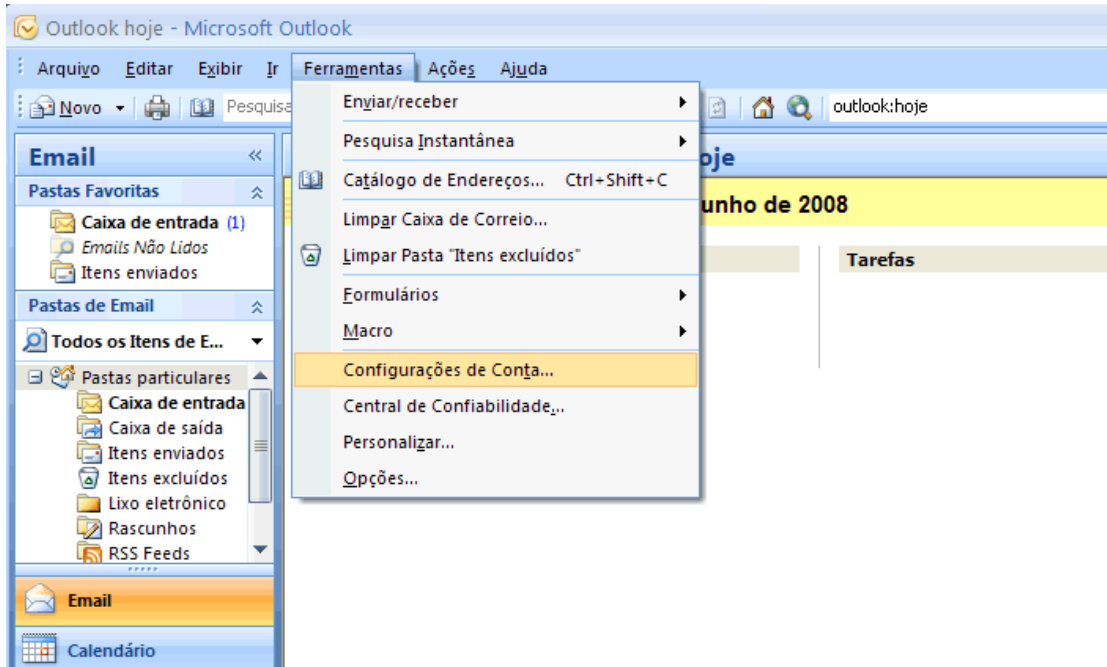 Outlook hoje - Microsoft Outlook
Arquivo Editar Exibir Ir Ferramentas Ações Ajuda
Novo Pesquisa outlook:hoje
Enviar/receber
Pesquisa Instantânea
Catálogo de Endereços... Ctrl+Shift+C
Limpar Caixa de Correio...
Limpar Pasta "Itens excluídos"
Formulários
Macro
Configurações de Conta...
Central de Confiabilidade...
Personalizar...
Opções...
Email
Pastas Favoritas
Caixa de entrada (1)
Emails Não Lidos
Itens enviados
Pastas de Email
Todos os Itens de E...
Pastas particulares
Caixa de entrada
Caixa de saída
Itens enviados
Itens excluídos
Lixo eletrônico
Rascunhos
RSS Feeds
Email
Calendário
oje
unho de 2008
Tarefas